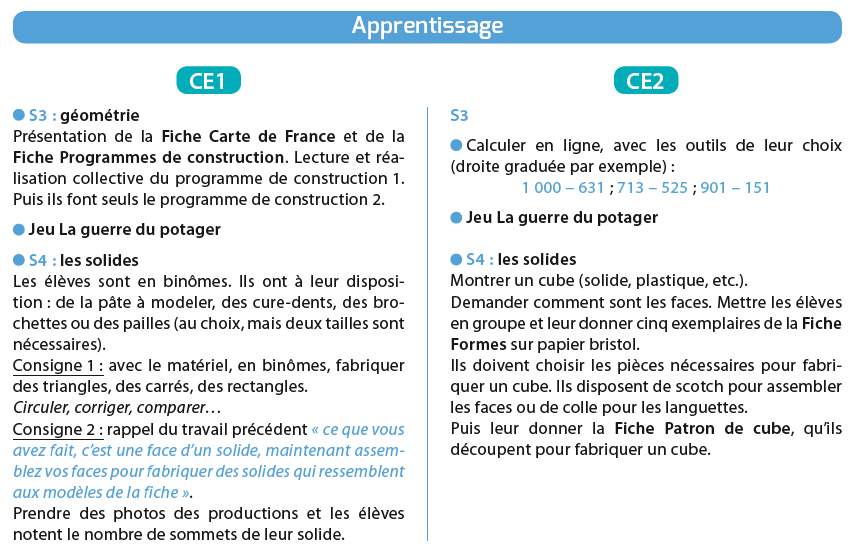 Apprentissage
CE1
● S3 : géométrie
Présentation de la Fiche Carte de France et de la
Fiche Programmes de construction. Lecture et réa-
lisation collective du programme de construction 1.
Puis ils font seuls le programme de construction 2.
● Jeu La guerre du potager
● S4 : les solides
Les élèves sont en binômes. Ils ont à leur disposi-
tion : de la pâte à modeler, des cure-dents, des bro-
chettes ou des pailles (au choix, mais deux tailles sont
nécessaires).
Consigne 1 : avec le matériel, en binômes, fabriquer
des triangles, des carrés, des rectangles.
Circuler, corriger, comparer…
Consigne 2 : rappel du travail précédent « ce que vous
avez fait, c’est une face d’un solide, maintenant assem-
blez vos faces pour fabriquer des solides qui ressemblent
aux modèles de la fiche ».
Prendre des photos des productions et les élèves
notent le nombre de sommets de leur solide.
CE2
S3
● Calculer en ligne, avec les outils de leur choix
(droite graduée par exemple) :
1 000 – 631 ; 713 – 525 ; 901 – 151
● Jeu La guerre du potager
● S4 : les solides
Montrer un cube (solide, plastique, etc.).
Demander comment sont les faces. Mettre les élèves
en groupe et leur donner cinq exemplaires de la Fiche
Formes sur papier bristol.
Ils doivent choisir les pièces nécessaires pour fabri-
quer un cube. Ils disposent de scotch pour assembler
les faces ou de colle pour les languettes.
Puis leur donner la Fiche Patron de cube, qu’ils
découpent pour fabriquer un cube.